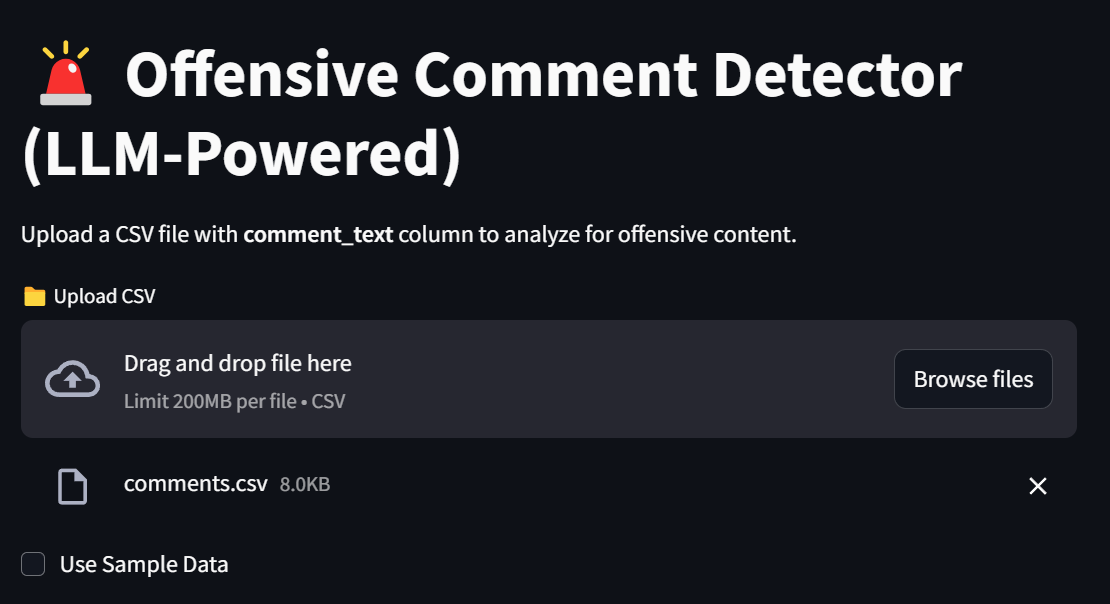 Offensive Comment Detector
(LLM-Powered)
Upload a CSV file with comment_text column to analyze for offensive content.
Upload CSV
Drag and drop file here
Limit 200MB per file • CSV
Browse files
comments.csv 8.0KB
Use Sample Data